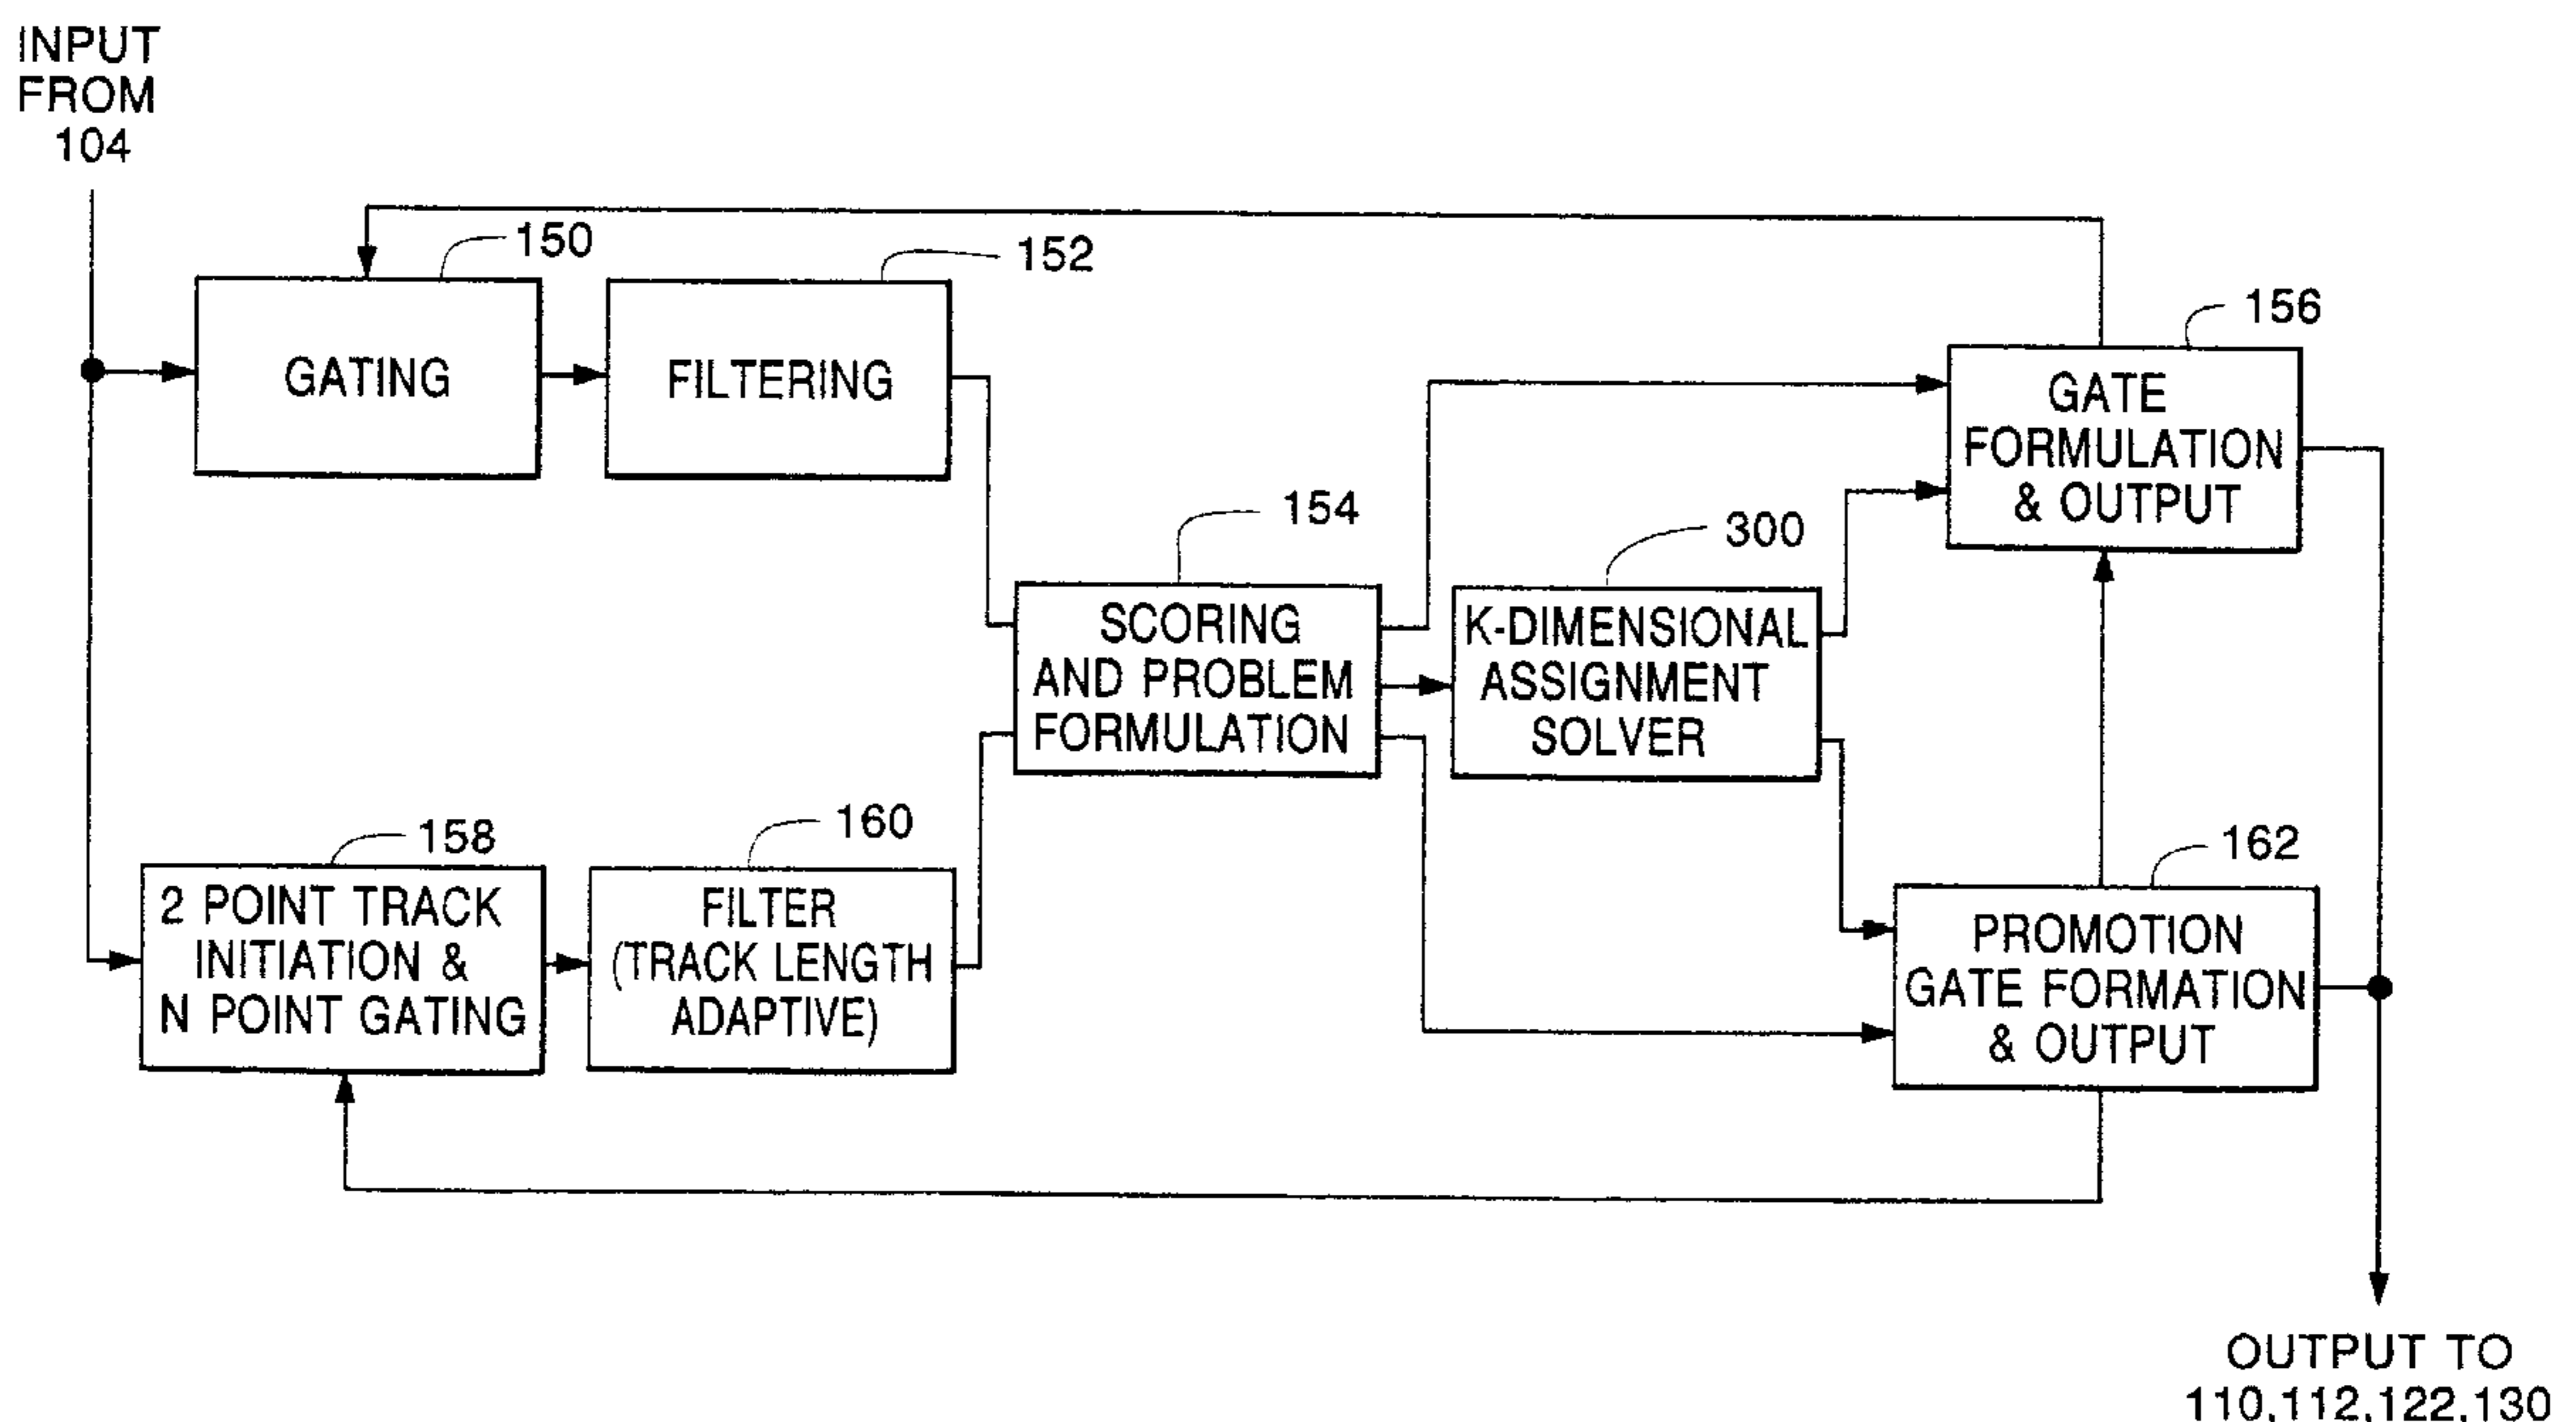 INPUT
FROM
104
150
152
156
GATING
FILTERING
GATE
FORMULATION
& OUTPUT
154
300
SCORING
AND PROBLEM
FORMULATION
K-DIMENSIONAL
ASSIGNMENT
SOLVER
158
160
162
2 POINT TRACK
INITIATION &
N POINT GATING
FILTER
(TRACK LENGTH
ADAPTIVE)
PROMOTION
GATE FORMATION
& OUTPUT
OUTPUT TO
110,112,122,130